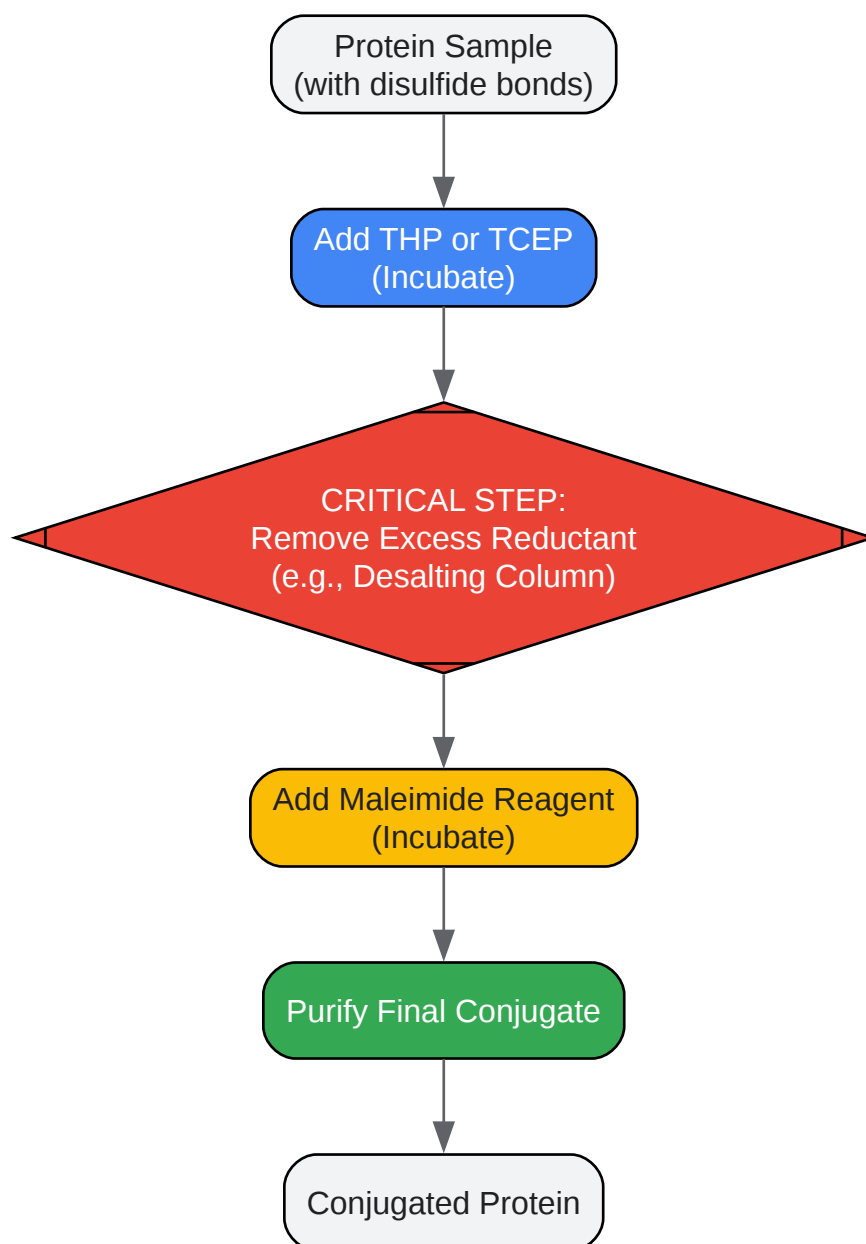 Protein Sample
(with disulfide bonds)
Add THP or TCEP
(Incubate)
CRITICAL STEP:
Remove Excess Reductant
(e.g., Desalting Column)
Add Maleimide Reagent
(Incubate)
Purify Final Conjugate
Conjugated Protein